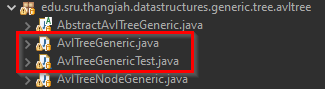 edu.sru.thangiah.datastructures.generic.tree.avltree
AbstractAvlTreeGeneric.java
AvlTreeGeneric.java
AvlTreeGenericTest.java
AvlTreeNodeGeneric.java